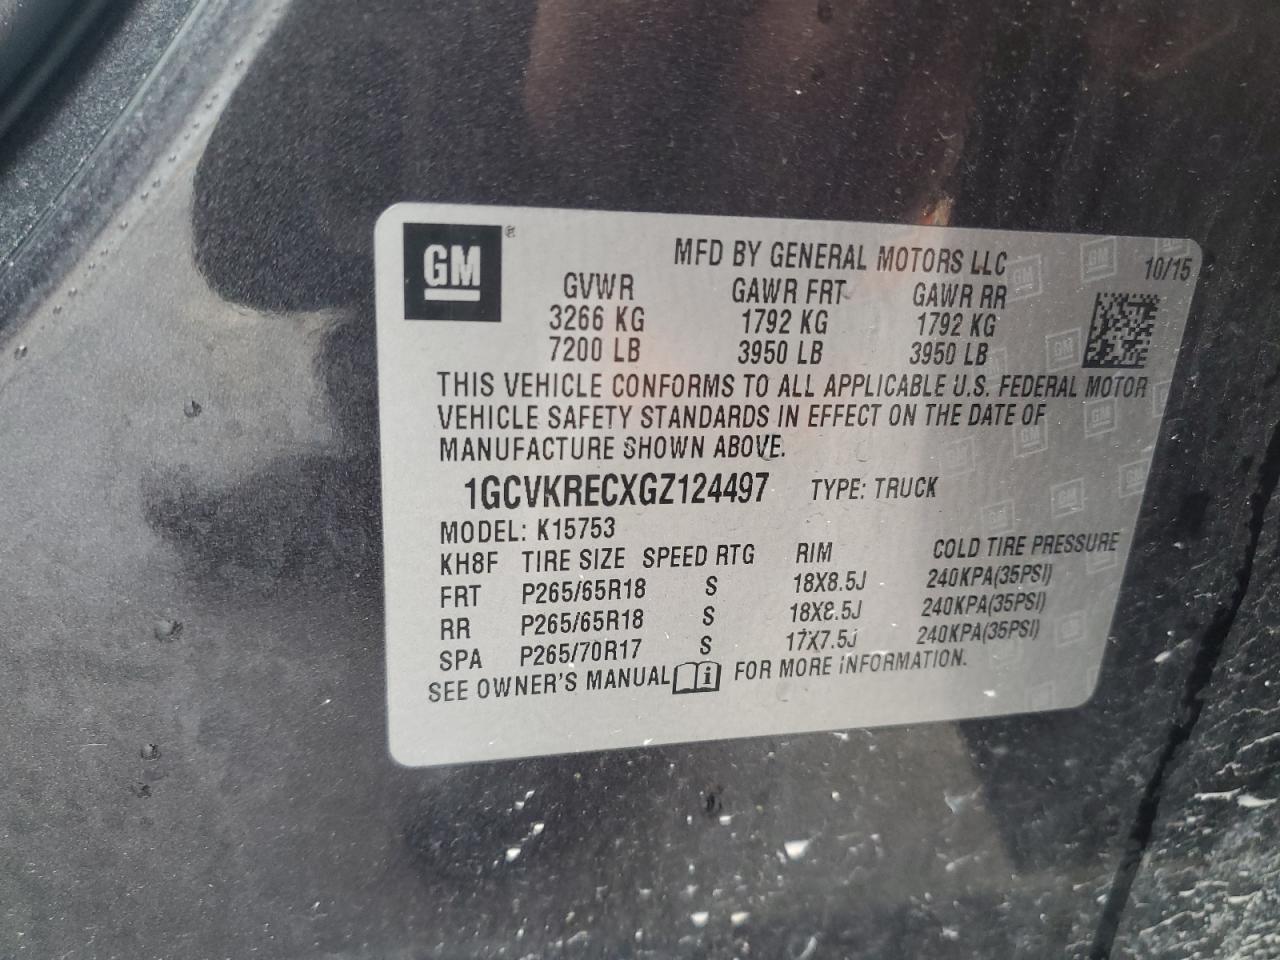 GM ®
MFD BY GENERAL MOTORS LLC
10/15
GVWR GAWR FRT GAWR RR
3266 KG 1792 KG 1792 KG
7200 LB 3950 LB 3950 LB
THIS VEHICLE CONFORMS TO ALL APPLICABLE U.S. FEDERAL MOTOR
VEHICLE SAFETY STANDARDS IN EFFECT ON THE DATE OF
MANUFACTURE SHOWN ABOVE.
1GCVKRECXGZ124497 TYPE: TRUCK
MODEL: K15753
KH8F TIRE SIZE SPEED RTG RIM COLD TIRE PRESSURE
FRT P265/65R18 S 18X8.5J 240KPA(35PSI)
RR P265/65R18 S 18X8.5J 240KPA(35PSI)
SPA P265/70R17 S 17X7.5J 240KPA(35PSI)
SEE OWNER'S MANUAL i FOR MORE INFORMATION.